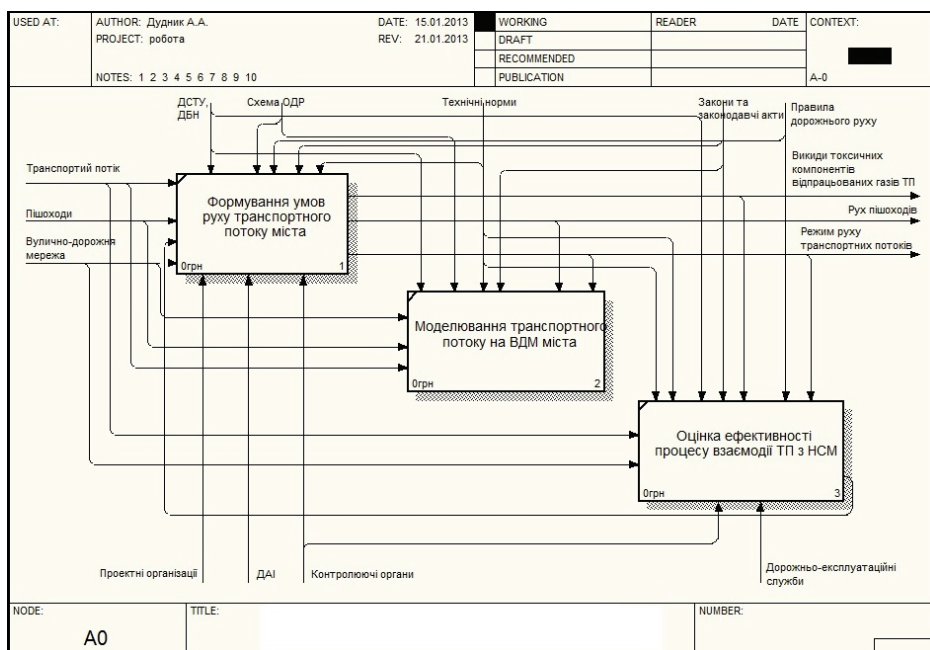 USED AT:
AUTHOR: Дудник А.А.
DATE: 15.01.2013
WORKING
READER
DATE
CONTEXT:
PROJECT: робота
REV: 21.01.2013
DRAFT
RECOMMENDED
NOTES: 1 2 3 4 5 6 7 8 9 10
PUBLICATION
A-0
ДСТУ,
ДБН
Схема ОДР
Технічні норми
Закони та
законодавчі акти
Правила
дорожнього руху
Транспортий потік
Пішоходи
Вулично-дорожня
мережа
Викиди токсичних
компонентів
відпрацьованих газів ТП
Рух пішоходів
Режим руху
транспортних потоків
Формування умов
руху транспортного
потоку міста
0грн
1
Моделювання транспортного
потоку на ВДМ міста
0грн
2
Оцінка ефективності
процесу взаємодії ТП з НСМ
0грн
3
Проектні організації
ДАІ
Контролюючі органи
Дорожньо-експлуатаційні
служби
NODE:
TITLE:
NUMBER:
A0